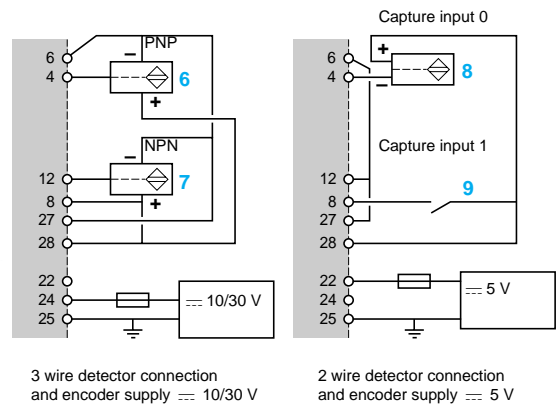 Capture input 0
PNP
−
6
4
6
+
NPN
−
12
7
8
+
27
28
22
24
⎓ 10/30 V
25
3 wire detector connection
and encoder supply ⎓ 10/30 V
+
6
8
4
−
Capture input 1
12
9
8
27
28
22
⎓ 5 V
24
25
2 wire detector connection
and encoder supply ⎓ 5 V